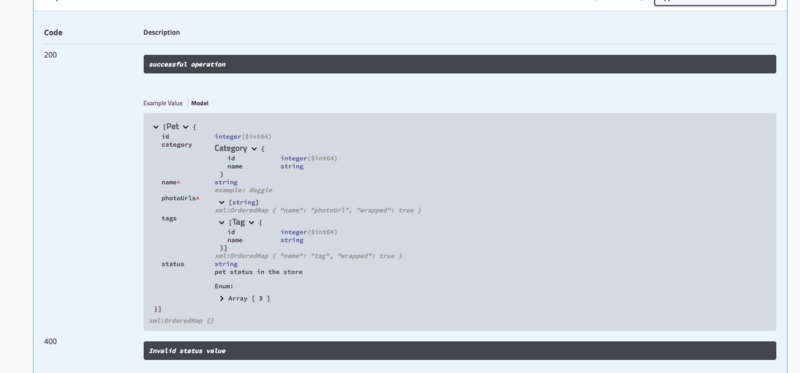 Code Description
200
successful operation
Example Value Model
[Pet {
id integer($int64)
category Category {
id integer($int64)
name string
}
name* string
example: doggie
photoUrls* [string]
xml:OrderedMap { "name": "photoUrl", "wrapped": true }
tags [Tag {
id integer($int64)
name string
}]
xml:OrderedMap { "name": "tag", "wrapped": true }
status string
pet status in the store
Enum:
Array [ 3 ]
}]
xml:OrderedMap {}
400
Invalid status value